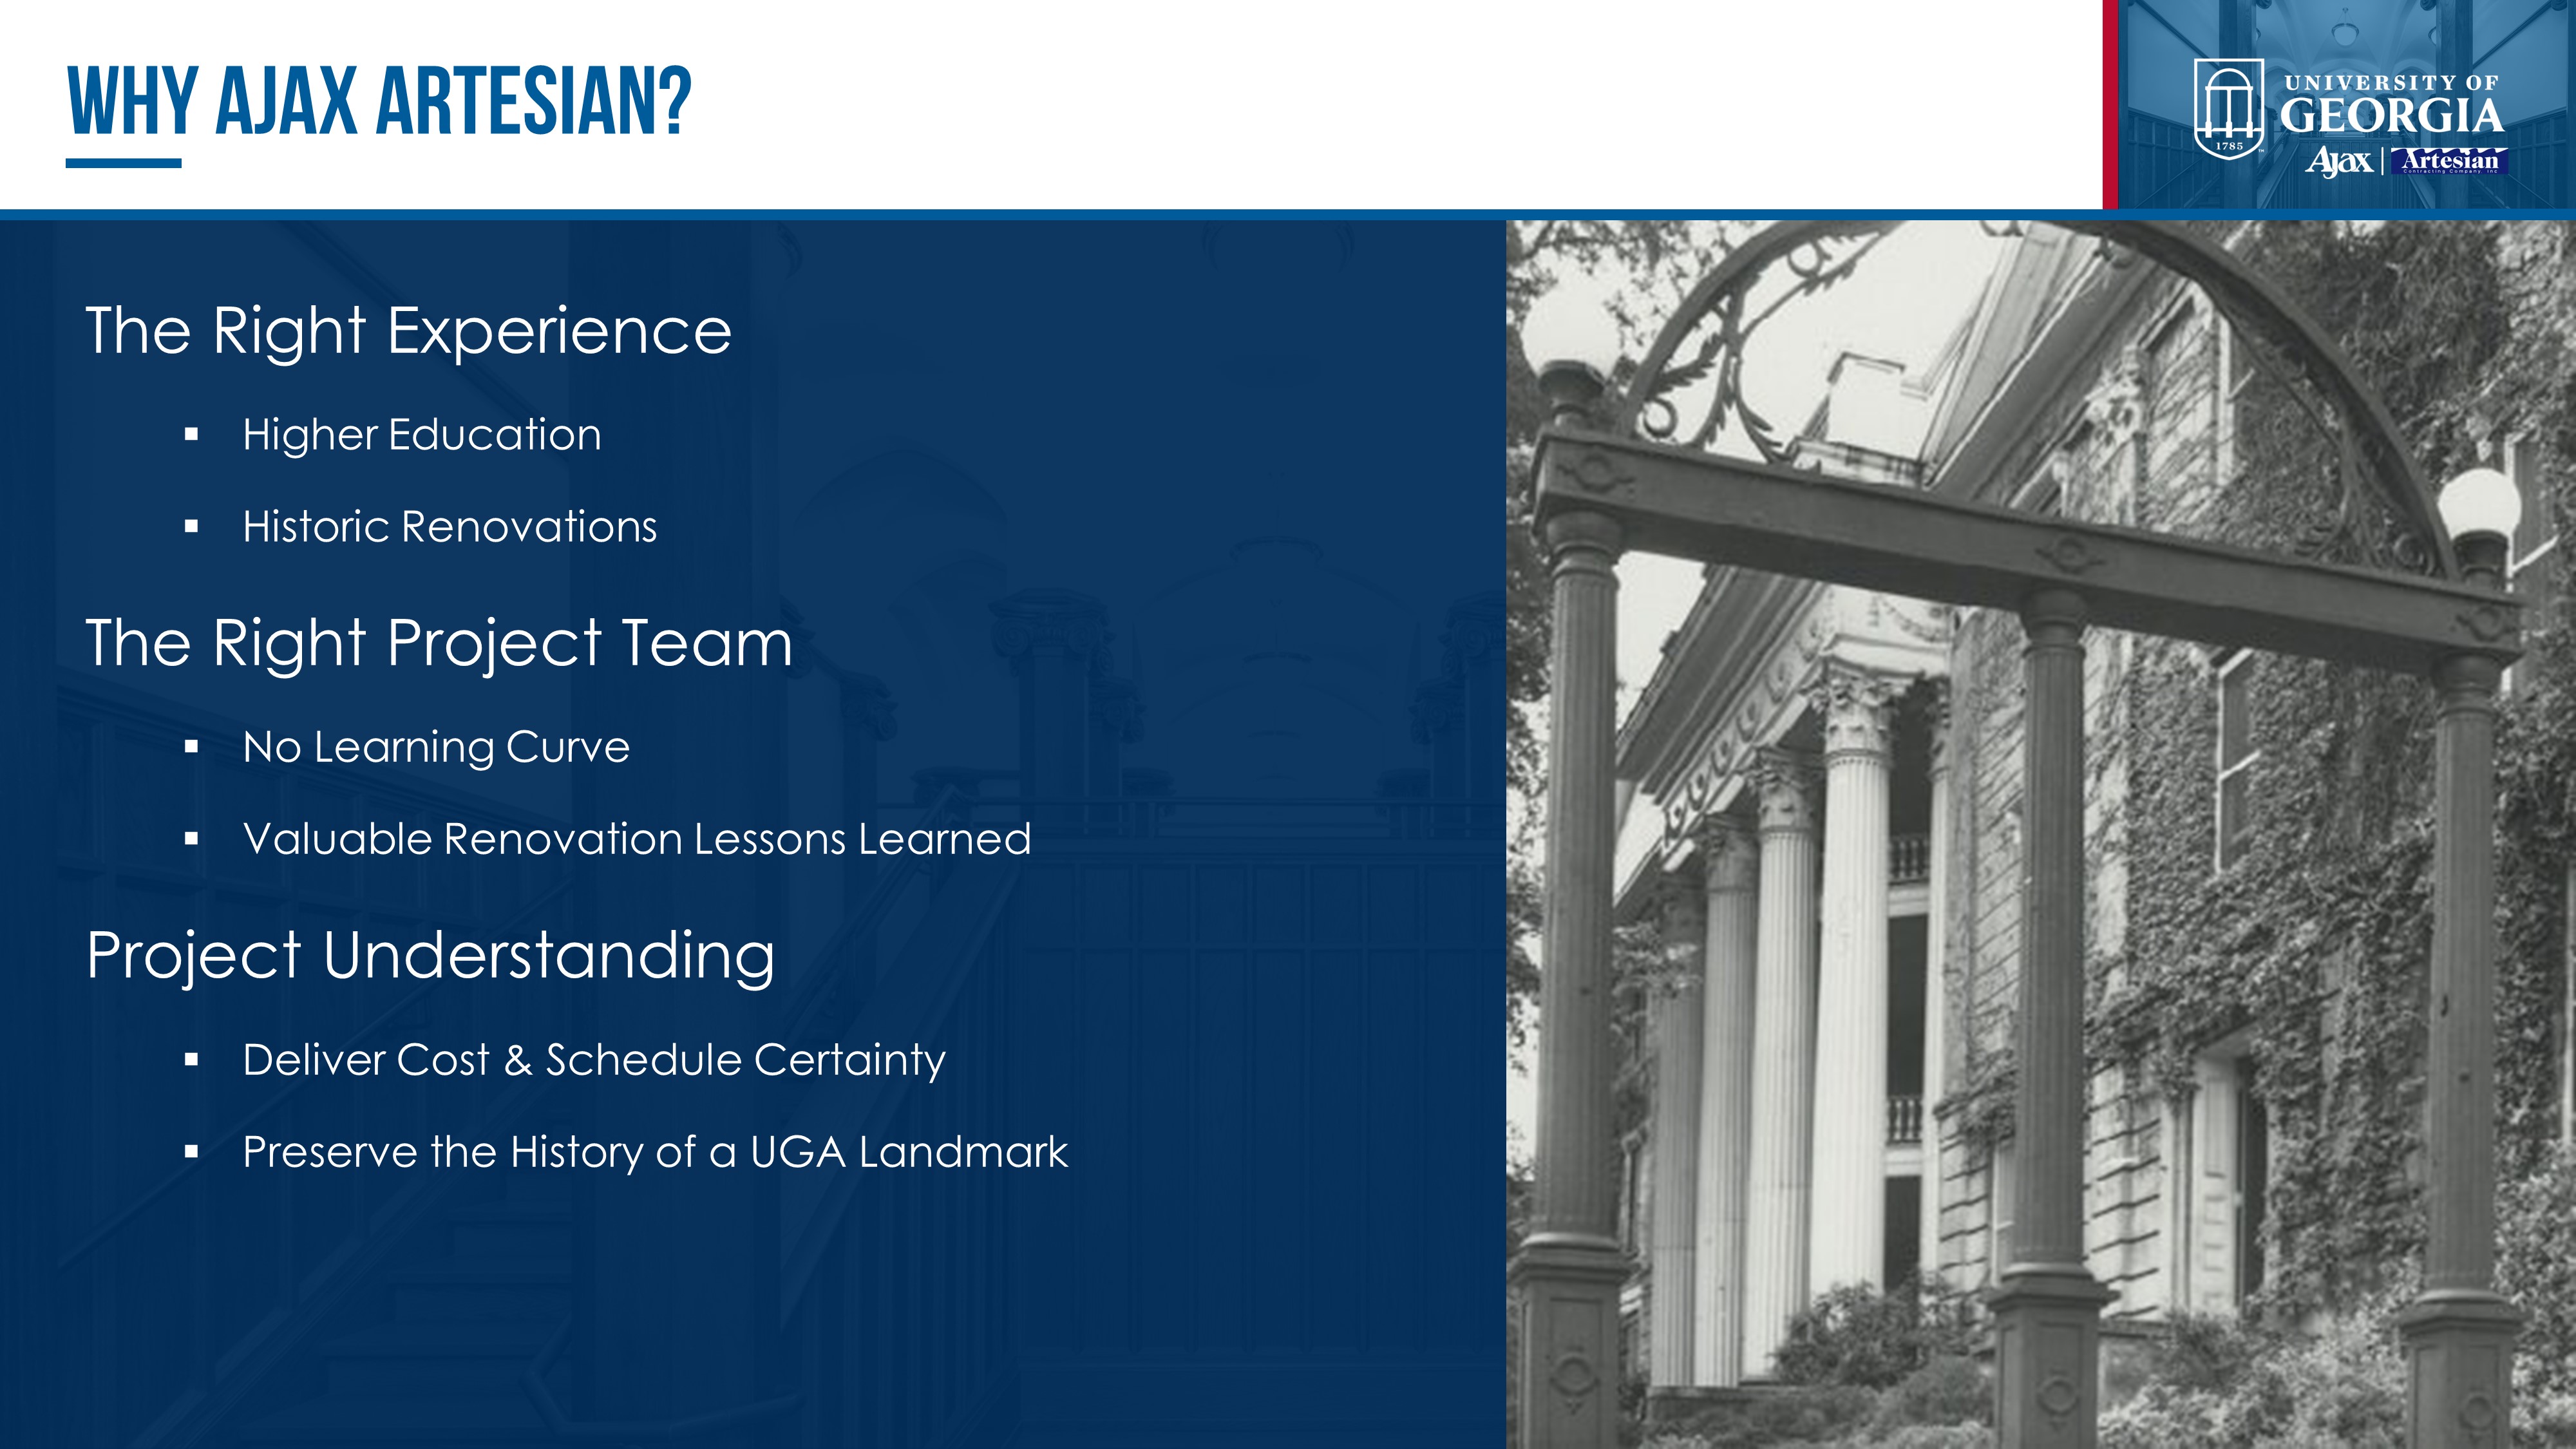 WHY AJAX ARTESIAN?
UNIVERSITY OF
GEORGIA
1785
Ajax | Artesian
Contracting Company, Inc
The Right Experience
▪ Higher Education
▪ Historic Renovations
The Right Project Team
▪ No Learning Curve
▪ Valuable Renovation Lessons Learned
Project Understanding
▪ Deliver Cost & Schedule Certainty
▪ Preserve the History of a UGA Landmark